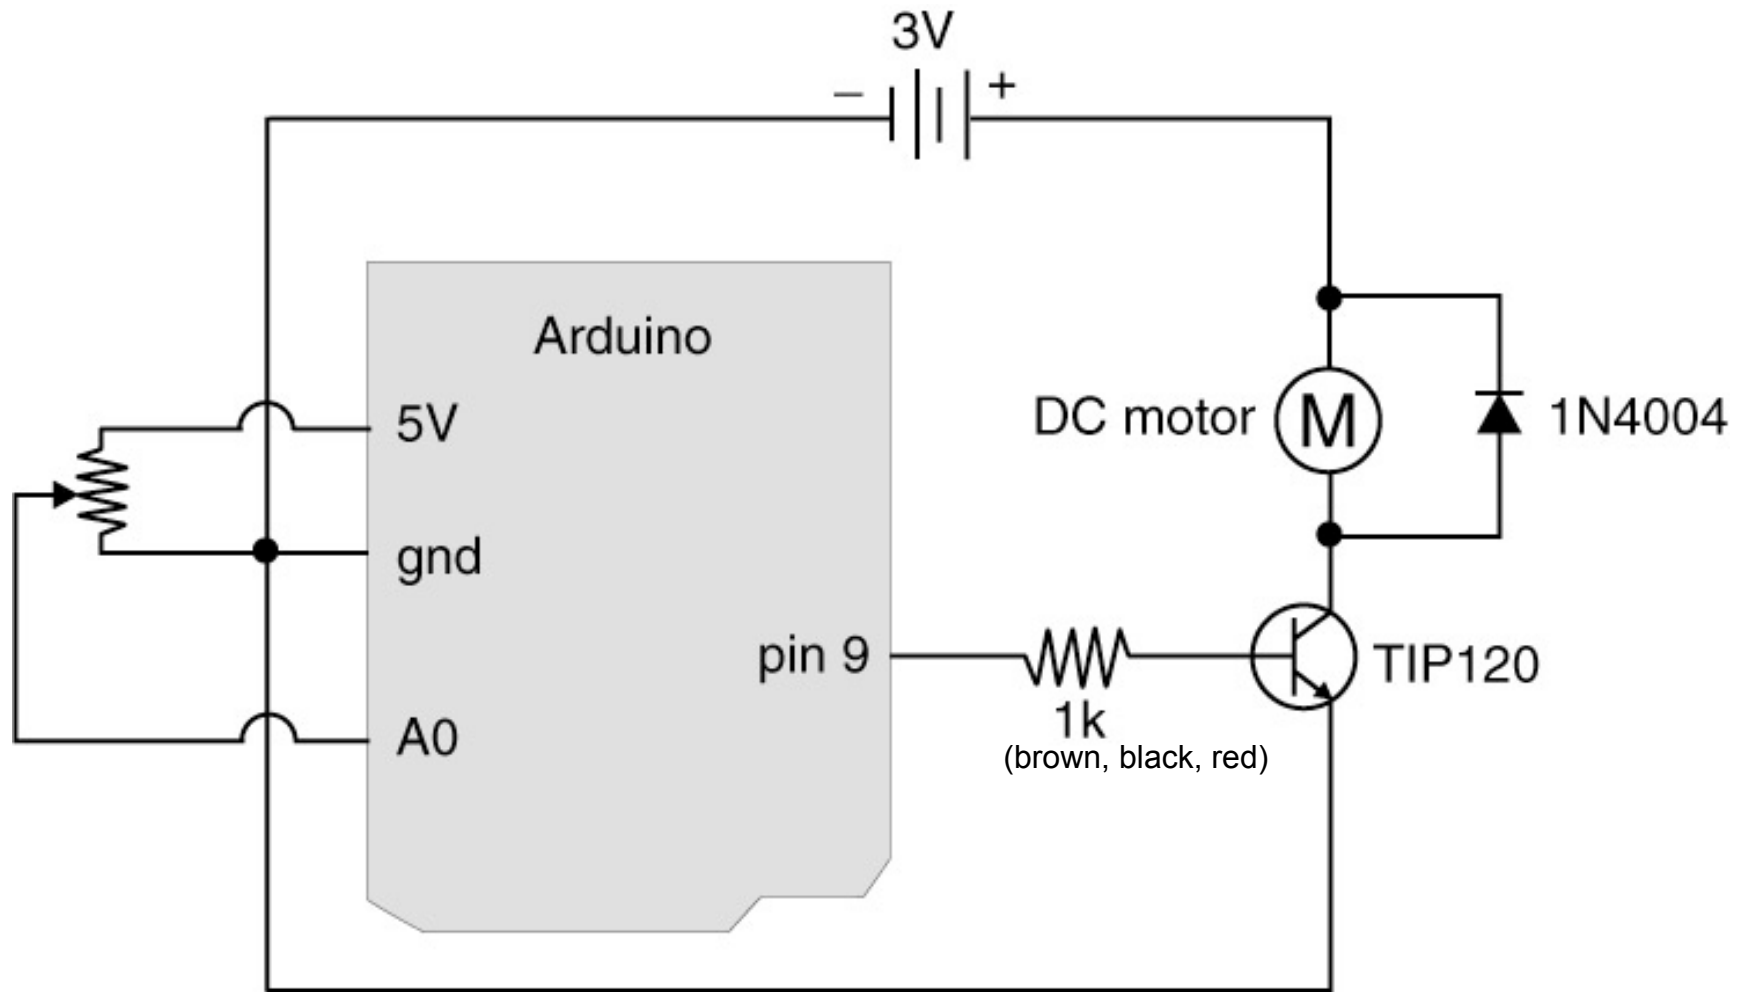 3V
– +
Arduino
5V
DC motor
M
1N4004
gnd
pin 9
TIP120
1k
A0
(brown, black, red)